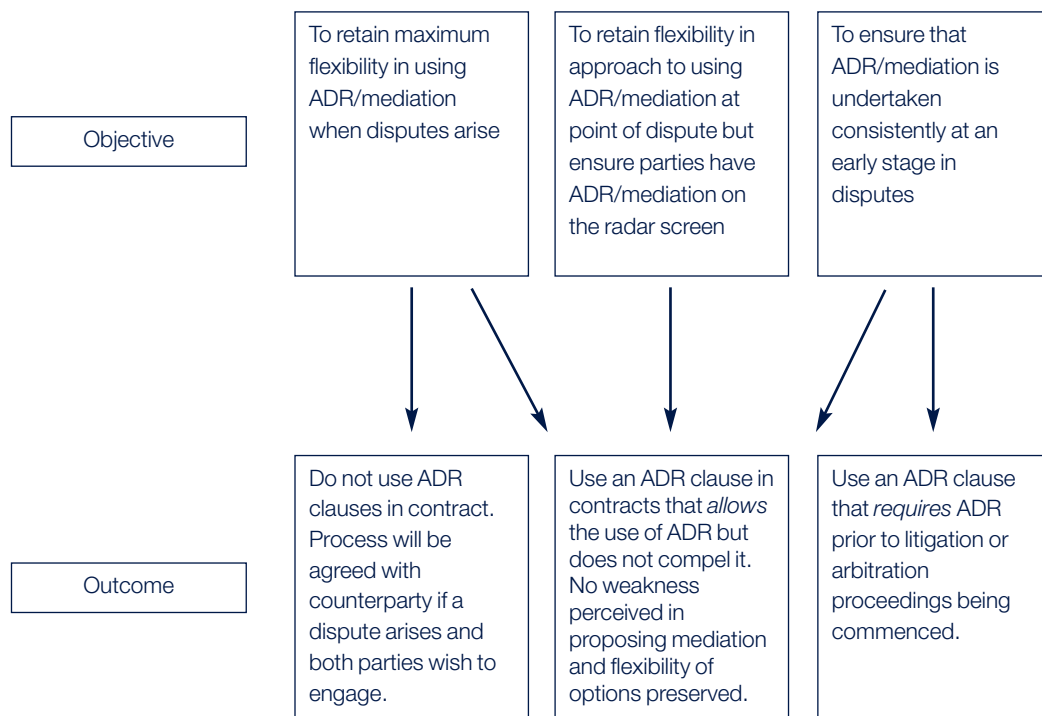 Objective
To retain maximum
flexibility in using
ADR/mediation
when disputes arise
To retain flexibility in
approach to using
ADR/mediation at
point of dispute but
ensure parties have
ADR/mediation on
the radar screen
To ensure that
ADR/mediation is
undertaken
consistently at an
early stage in
disputes
Outcome
Do not use ADR
clauses in contract.
Process will be
agreed with
counterparty if a
dispute arises and
both parties wish to
engage.
Use an ADR clause in
contracts that allows
the use of ADR but
does not compel it.
No weakness
perceived in
proposing mediation
and flexibility of
options preserved.
Use an ADR clause
that requires ADR
prior to litigation or
arbitration
proceedings being
commenced.